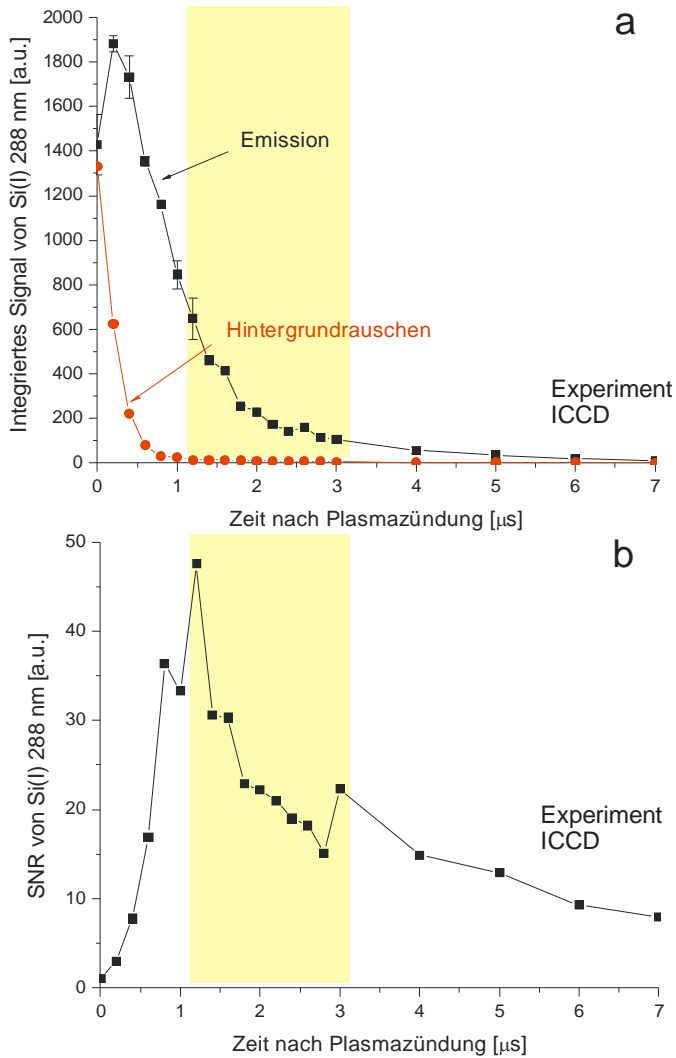 a
2000
1800
1600
1400
1200
1000
800
600
400
200
0
Integriertes Signal von Si(I) 288 nm [a.u.]
Emission
Hintergrundrauschen
Experiment
ICCD
0 1 2 3 4 5 6 7
Zeit nach Plasmazündung [μs]
b
50
40
30
20
10
0
SNR von Si(I) 288 nm [a.u.]
Experiment
ICCD
0 1 2 3 4 5 6 7
Zeit nach Plasmazündung [μs]